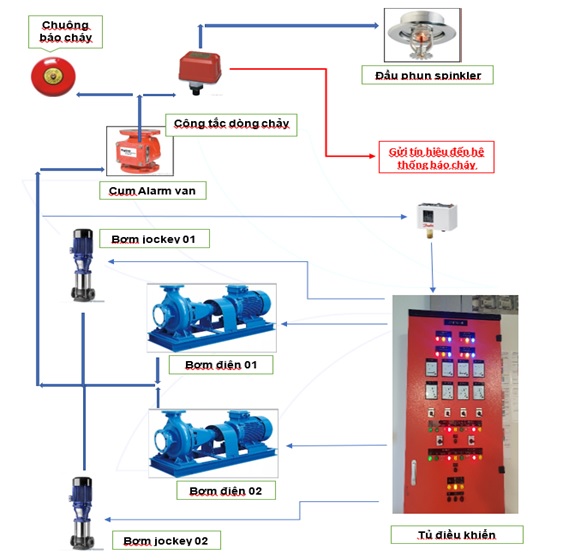 Chuông
báo cháy
Đầu phun spinkler
Công tắc dòng chảy
Gửi tín hiệu đến hệ
thống báo cháy
Cụm Alarm van
Bơm jockey 01
Bơm điện 01
Bơm điện 02
Bơm jockey 02
Tủ điều khiển